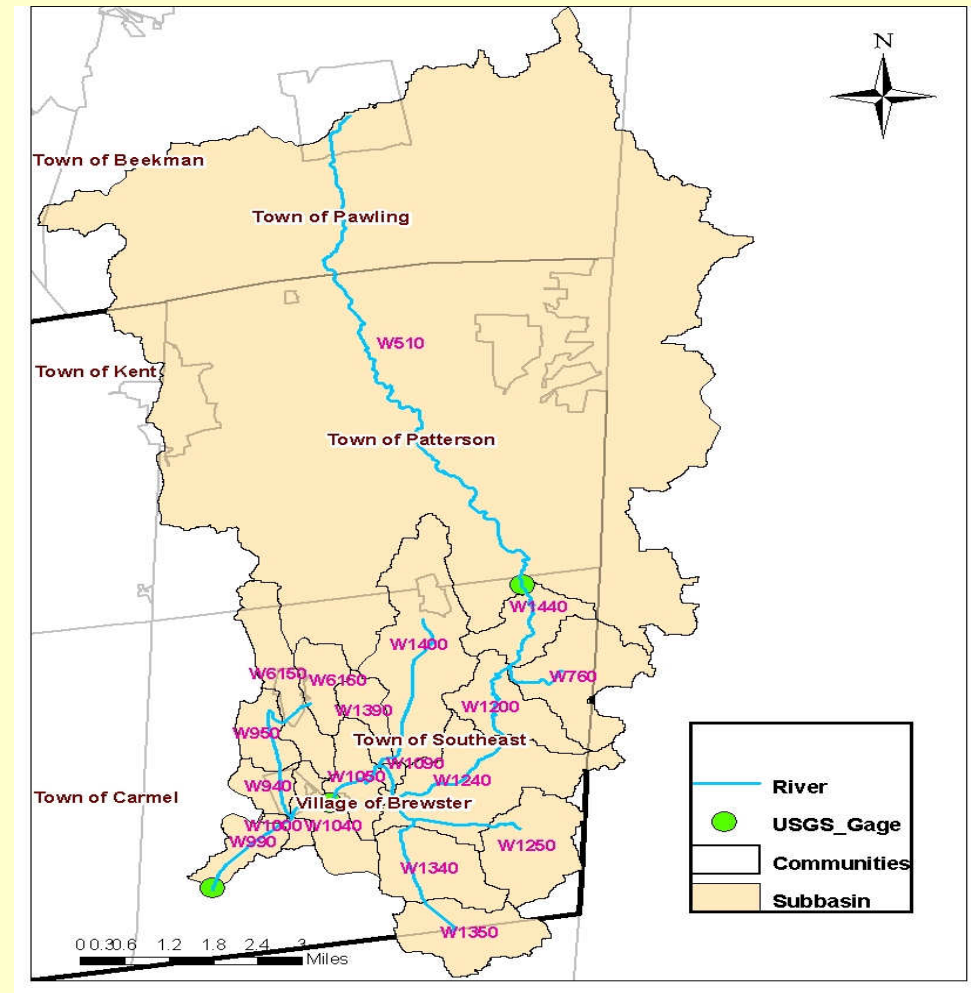 N
Town of Beekman
Town of Pawling
W510
Town of Kent
Town of Patterson
W1440
W1400
W6150
W6160
W760
W1390
W1200
W950
Town of Southeast
W1090
W1050
W1240
W940
Town of Carmel
Village of Brewster
W1000
W1040
W990
W1250
W1340
W1350
River
USGS_Gage
Communities
Subbasin
0 0.30.6 1.2 1.8 2.4 3
Miles